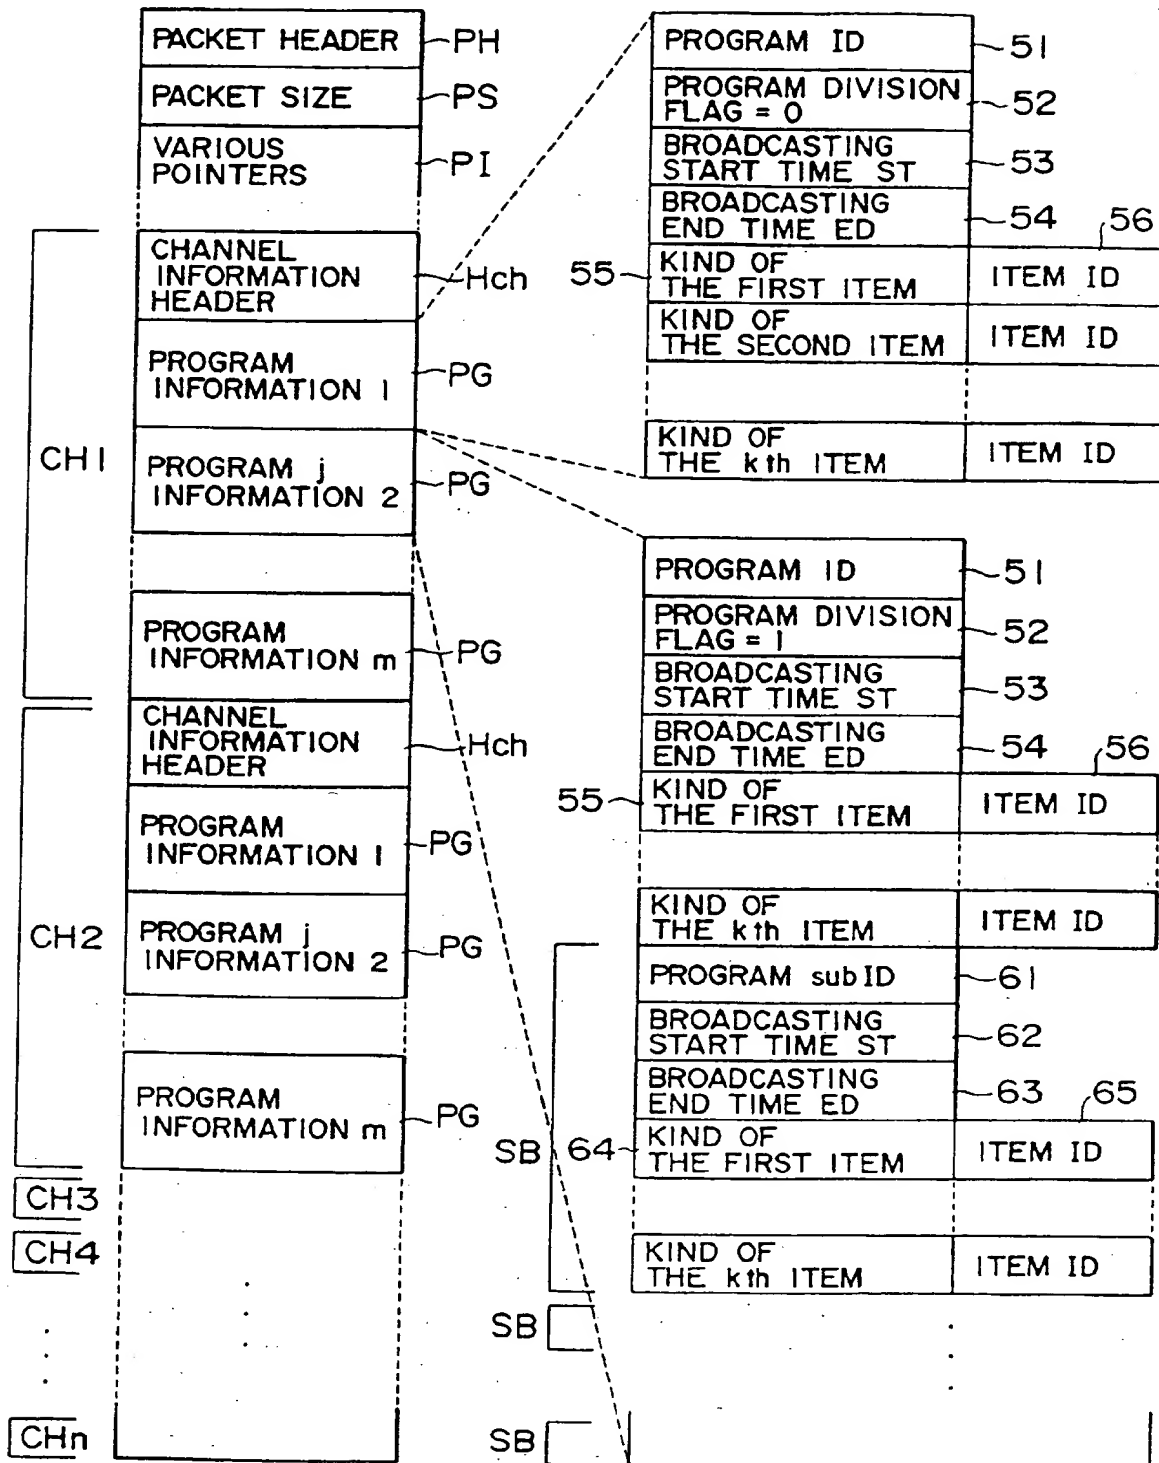 PACKET HEADER
PH
PACKET SIZE
PS
VARIOUS
POINTERS
PI
CH1
CHANNEL
INFORMATION
HEADER
Hch
PROGRAM
INFORMATION 1
PG
PROGRAM j
INFORMATION 2
PG
PROGRAM
INFORMATION m
PG
CH2
CHANNEL
INFORMATION
HEADER
Hch
PROGRAM
INFORMATION 1
PG
PROGRAM j
INFORMATION 2
PG
PROGRAM
INFORMATION m
PG
CH3
CH4
CHn
PROGRAM ID
51
PROGRAM DIVISION
FLAG = 0
52
BROADCASTING
START TIME ST
53
BROADCASTING
END TIME ED
54
56
55
KIND OF
THE FIRST ITEM
ITEM ID
KIND OF
THE SECOND ITEM
ITEM ID
KIND OF
THE kth ITEM
ITEM ID
PROGRAM ID
51
PROGRAM DIVISION
FLAG = 1
52
BROADCASTING
START TIME ST
53
BROADCASTING
END TIME ED
54
56
55
KIND OF
THE FIRST ITEM
ITEM ID
KIND OF
THE kth ITEM
ITEM ID
PROGRAM sub ID
61
BROADCASTING
START TIME ST
62
BROADCASTING
END TIME ED
63
65
SB
64
KIND OF
THE FIRST ITEM
ITEM ID
KIND OF
THE kth ITEM
ITEM ID
SB
SB